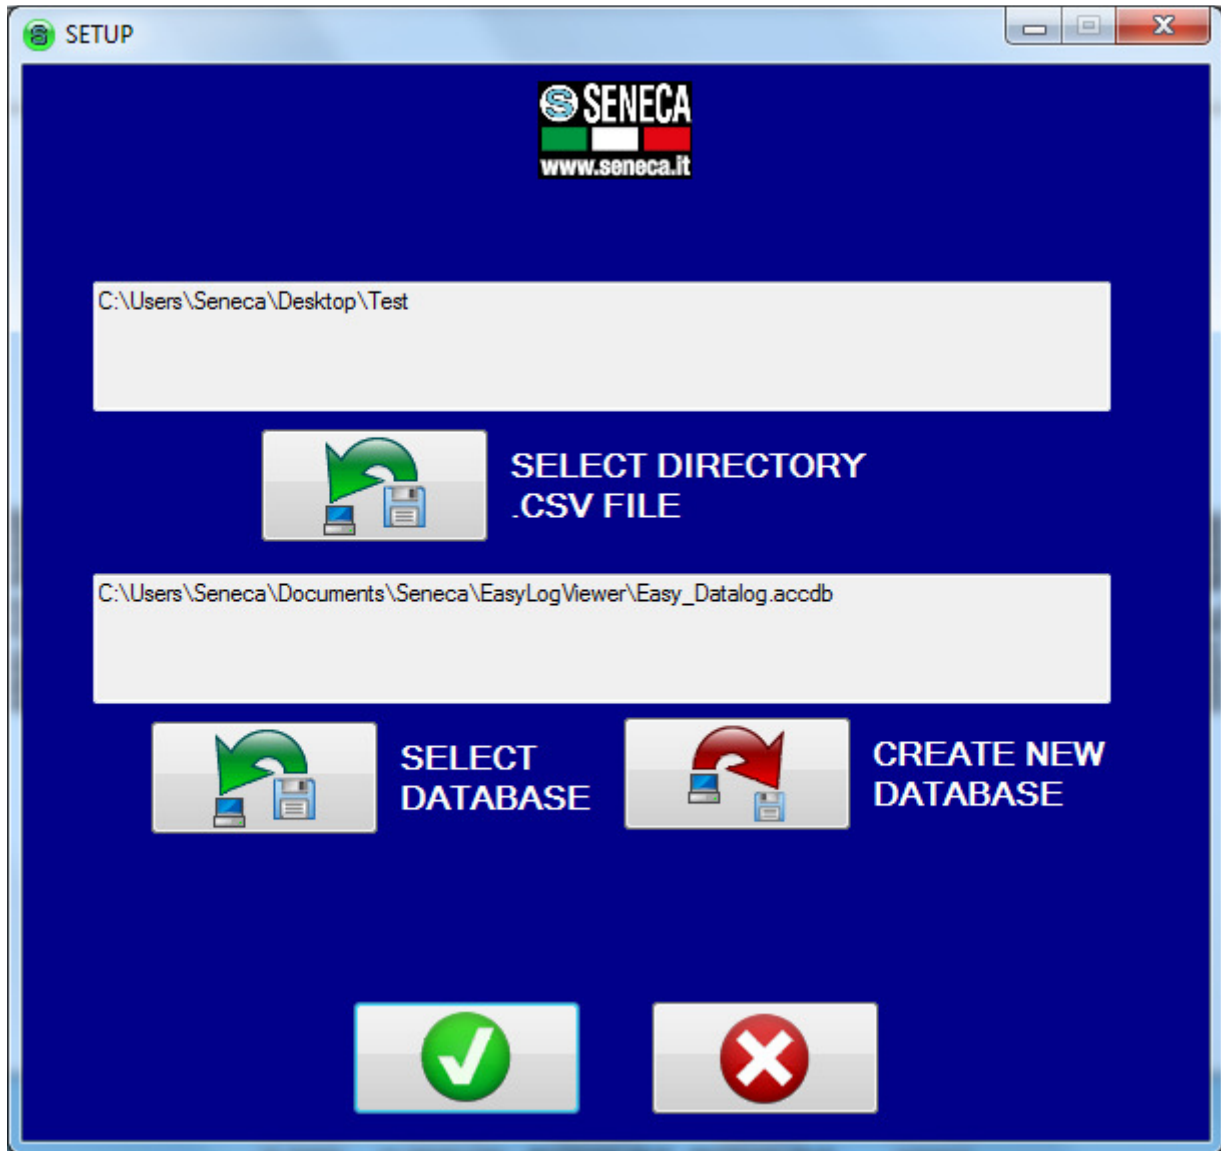 SETUP
SENECA
www.seneca.it
C:\Users\Seneca\Desktop\Test
SELECT DIRECTORY
.CSV FILE
C:\Users\Seneca\Documents\Seneca\EasyLogViewer\Easy_Datalog.accdb
SELECT
DATABASE
CREATE NEW
DATABASE